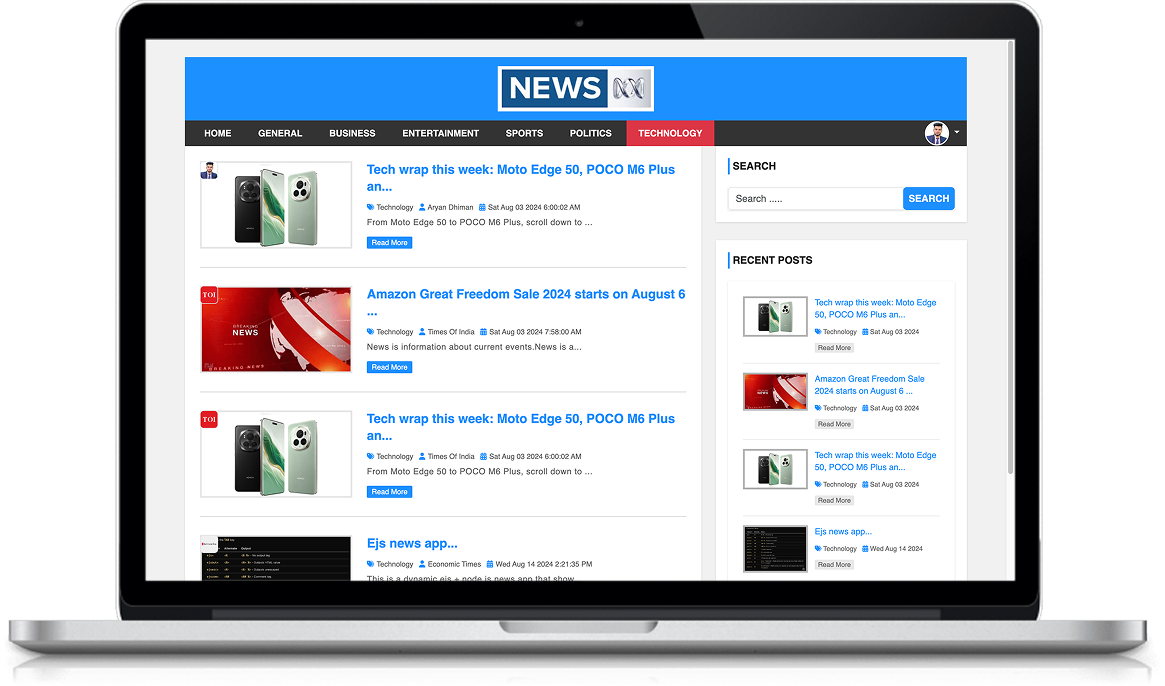 NEWS
HOME GENERAL BUSINESS ENTERTAINMENT SPORTS POLITICS TECHNOLOGY
Tech wrap this week: Moto Edge 50, POCO M6 Plus
an...
Technology Aryan Dhiman Sat Aug 03 2024 6:00:02 AM
From Moto Edge 50 to POCO M6 Plus, scroll down to ...
Read More
TOI
BREAKING
NEWS
BREAKING NEWS
Amazon Great Freedom Sale 2024 starts on August 6
...
Technology Times Of India Sat Aug 03 2024 7:58:00 AM
News is information about current events.News is a...
Read More
TOI
Tech wrap this week: Moto Edge 50, POCO M6 Plus
an...
Technology Times Of India Sat Aug 03 2024 6:00:02 AM
From Moto Edge 50 to POCO M6 Plus, scroll down to ...
Read More
Alternate Output
Ejs news app...
Technology Economic Times Wed Aug 14 2024 2:21:35 PM
This is a dynamic ejs + node js news app that show
SEARCH
Search .....
SEARCH
RECENT POSTS
Tech wrap this week: Moto Edge
50, POCO M6 Plus an...
Technology Sat Aug 03 2024
Read More
Amazon Great Freedom Sale
2024 starts on August 6 ...
Technology Sat Aug 03 2024
Read More
Tech wrap this week: Moto Edge
50, POCO M6 Plus an...
Technology Sat Aug 03 2024
Read More
Ejs news app...
Technology Wed Aug 14 2024
Read More